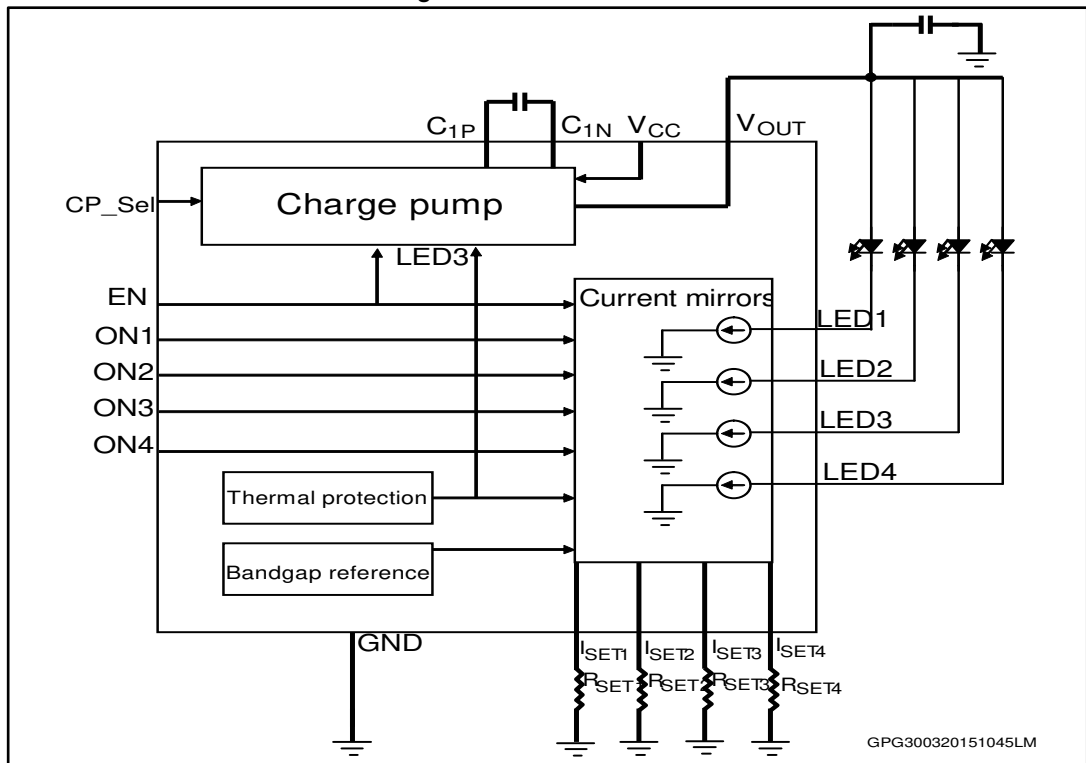 C1P
C1N
VCC
VOUT
CP_Sel
Charge pump
LED3
EN
Current mirrors
LED1
ON1
ON2
LED2
ON3
LED3
ON4
LED4
Thermal protection
Bandgap reference
GND
ISET1
ISET2
ISET3
ISET4
RSET
RSET2
RSET3
RSET4
GPG300320151045LM